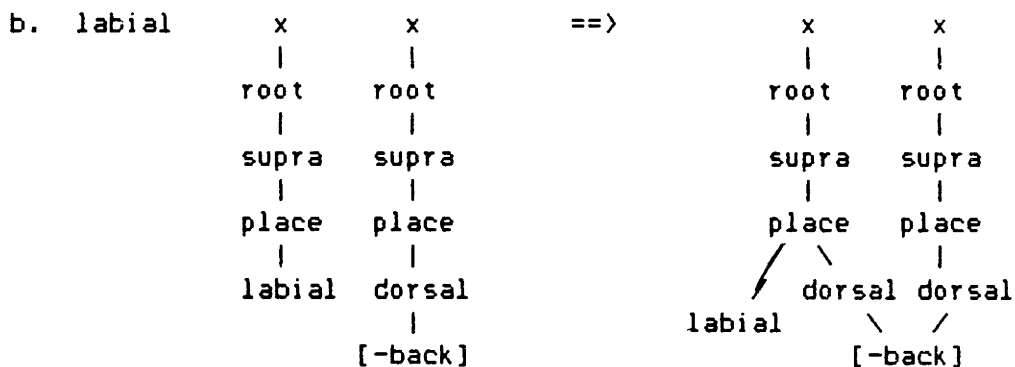 b. labial x x ==> x x
| | | |
root root root root
| | | |
supra supra supra supra
| | | |
place place place place
| | / \ |
labial dorsal dorsal dorsal
| labial \ /
[-back] [-back]